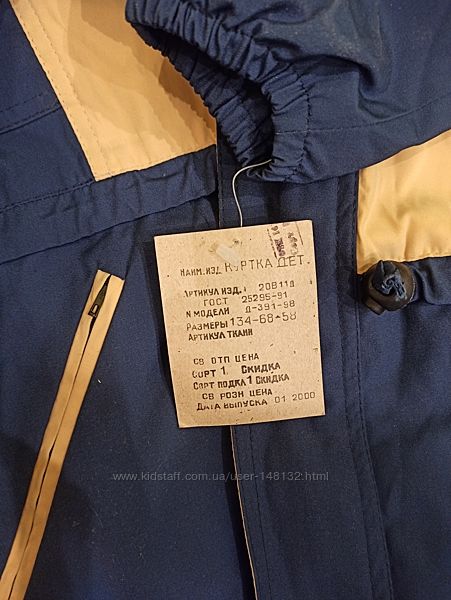 НАИМ.ИЗД КУРТКА ДЕТ.
АРТИКУЛ ИЗД. 20В11д
ГОСТ 25295-91
N МОДЕЛИ Д-391-98
РАЗМЕРЫ 134-68-58
АРТИКУЛ ТКАНИ
СВ ОТП ЦЕНА
СОРТ 1 СКИДКА
СОРТ ПОДКЛ 1 СКИДКА
СВ РОЗН ЦЕНА
ДАТА ВЫПУСКА 01 2000
www.kidstaff.com.ua/user-148132.html